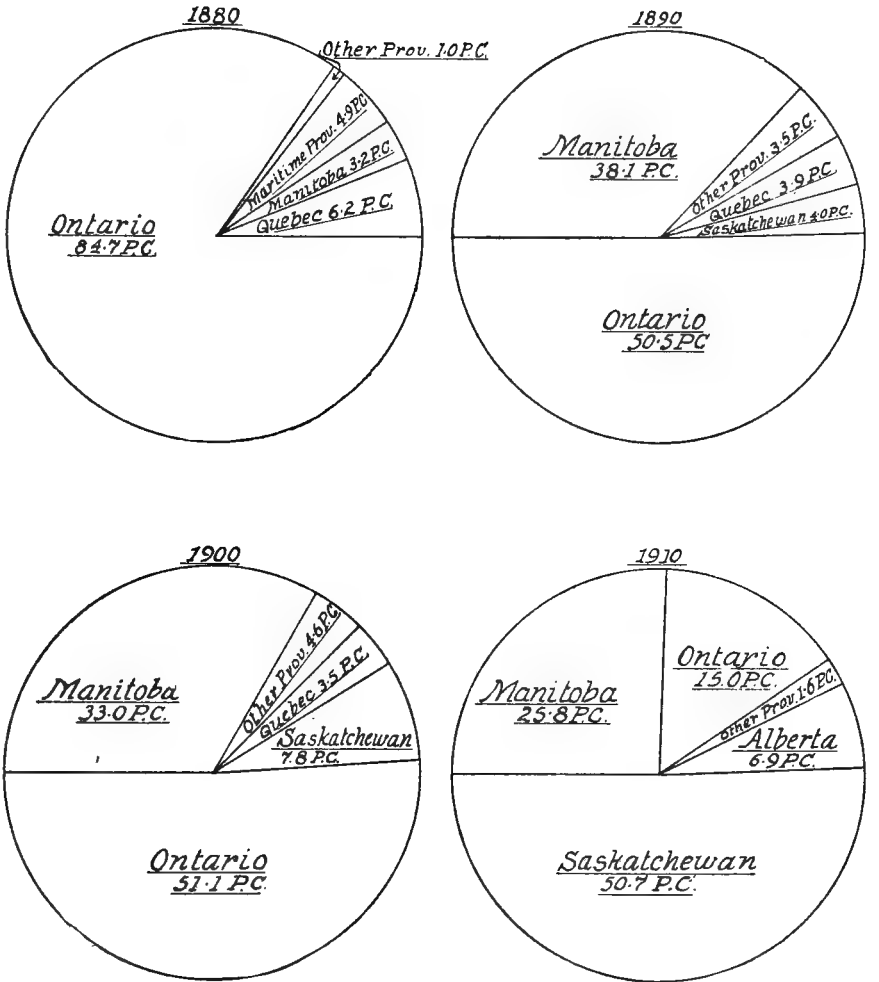 1880
Other Prov. 1.0 P.C.
Maritime Prov. 4.9 P.C
Manitoba 3.2 P.C.
Quebec 6.2 P.C.
Ontario
84.7 P.C.
1890
Manitoba
38.1 P.C.
Other Prov. 3.5 P.C.
Quebec 3.9 P.C.
Saskatchewan 4.0 P.C.
Ontario
50.5 P.C
1900
Manitoba
33.0 P.C.
Other Prov. 4.6 P.C.
Quebec 3.5 P.C.
Saskatchewan
7.8 P.C.
Ontario
51.1 P.C.
1910
Manitoba
25.8 P.C.
Ontario
15.0 P.C.
Other Prov. 1.6 P.C.
Alberta
6.9 P.C.
Saskatchewan
50.7 P.C.